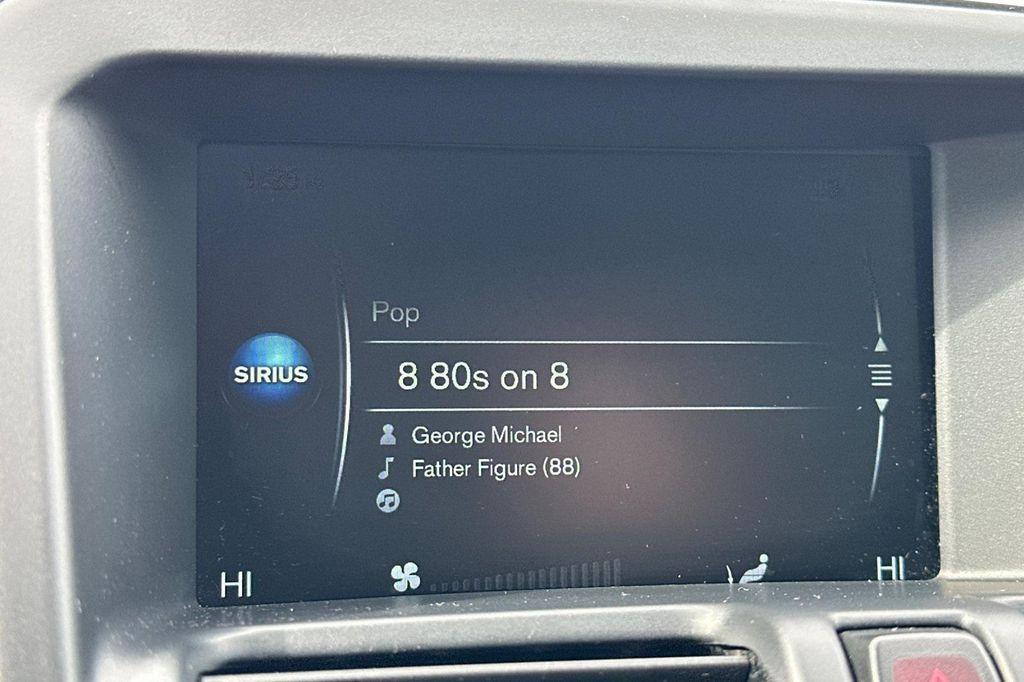 Pop
SIRIUS
8 80s on 8
George Michael
Father Figure (88)
HI
HI